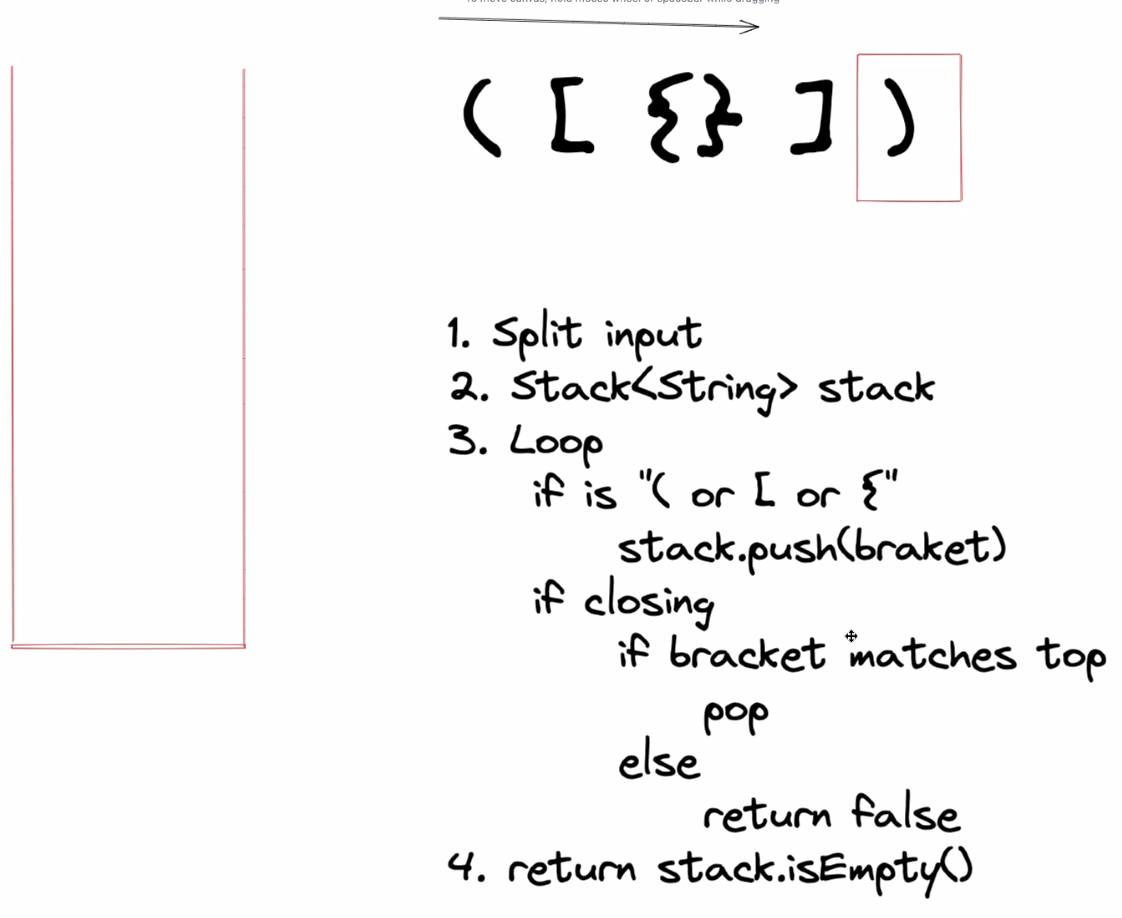 To move canvas, hold mouse wheel or spacebar while dragging
( [ {} ] )
1. Split input
2. Stack<String> stack
3. Loop
if is "( or [ or {"
stack.push(braket)
if closing
if bracket matches top
pop
else
return false
4. return stack.isEmpty()